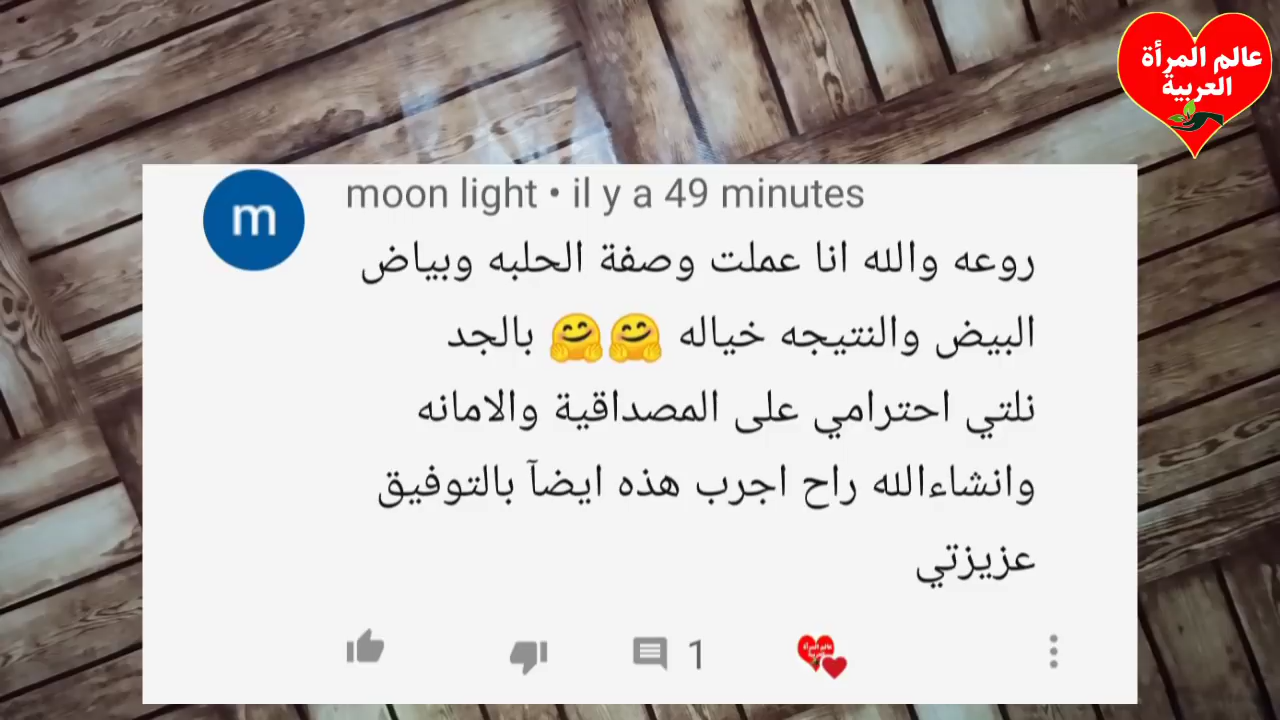 عالم المرأة
العربية
m
moon light • il y a 49 minutes
روعه والله انا عملت وصفة الحلبه وبياض
البيض والنتيجه خياله 🤗🤗 بالجد
نلتي احترامي على المصداقية والامانه
وانشاءالله راح اجرب هذه ايضآ بالتوفيق
عزيزتي
1